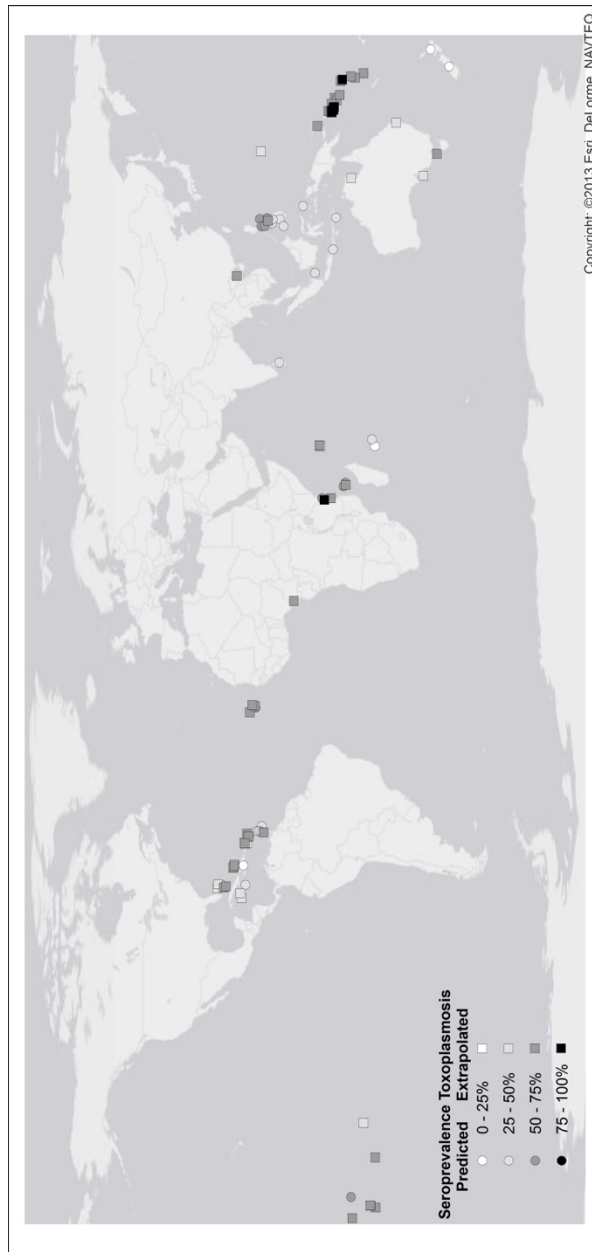 Seroprevalence Toxoplasmosis
Predicted Extrapolated
0 - 25%
25 - 50%
50 - 75%
75 - 100%
Copyright: ©2013 Esri, DeLorme, NAVTEQ